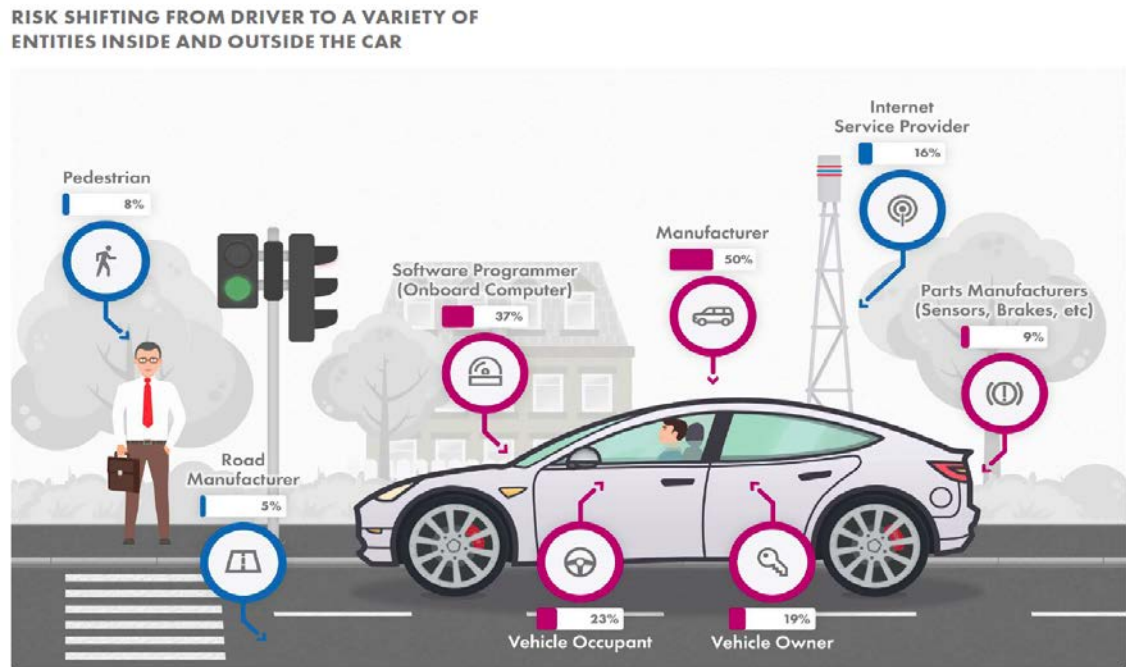 RISK SHIFTING FROM DRIVER TO A VARIETY OF
ENTITIES INSIDE AND OUTSIDE THE CAR
Internet
Service Provider
16%
Pedestrian
8%
Manufacturer
50%
Software Programmer
(Onboard Computer)
37%
Parts Manufacturers
(Sensors, Brakes, etc)
9%
Road
Manufacturer
5%
23%
Vehicle Occupant
19%
Vehicle Owner